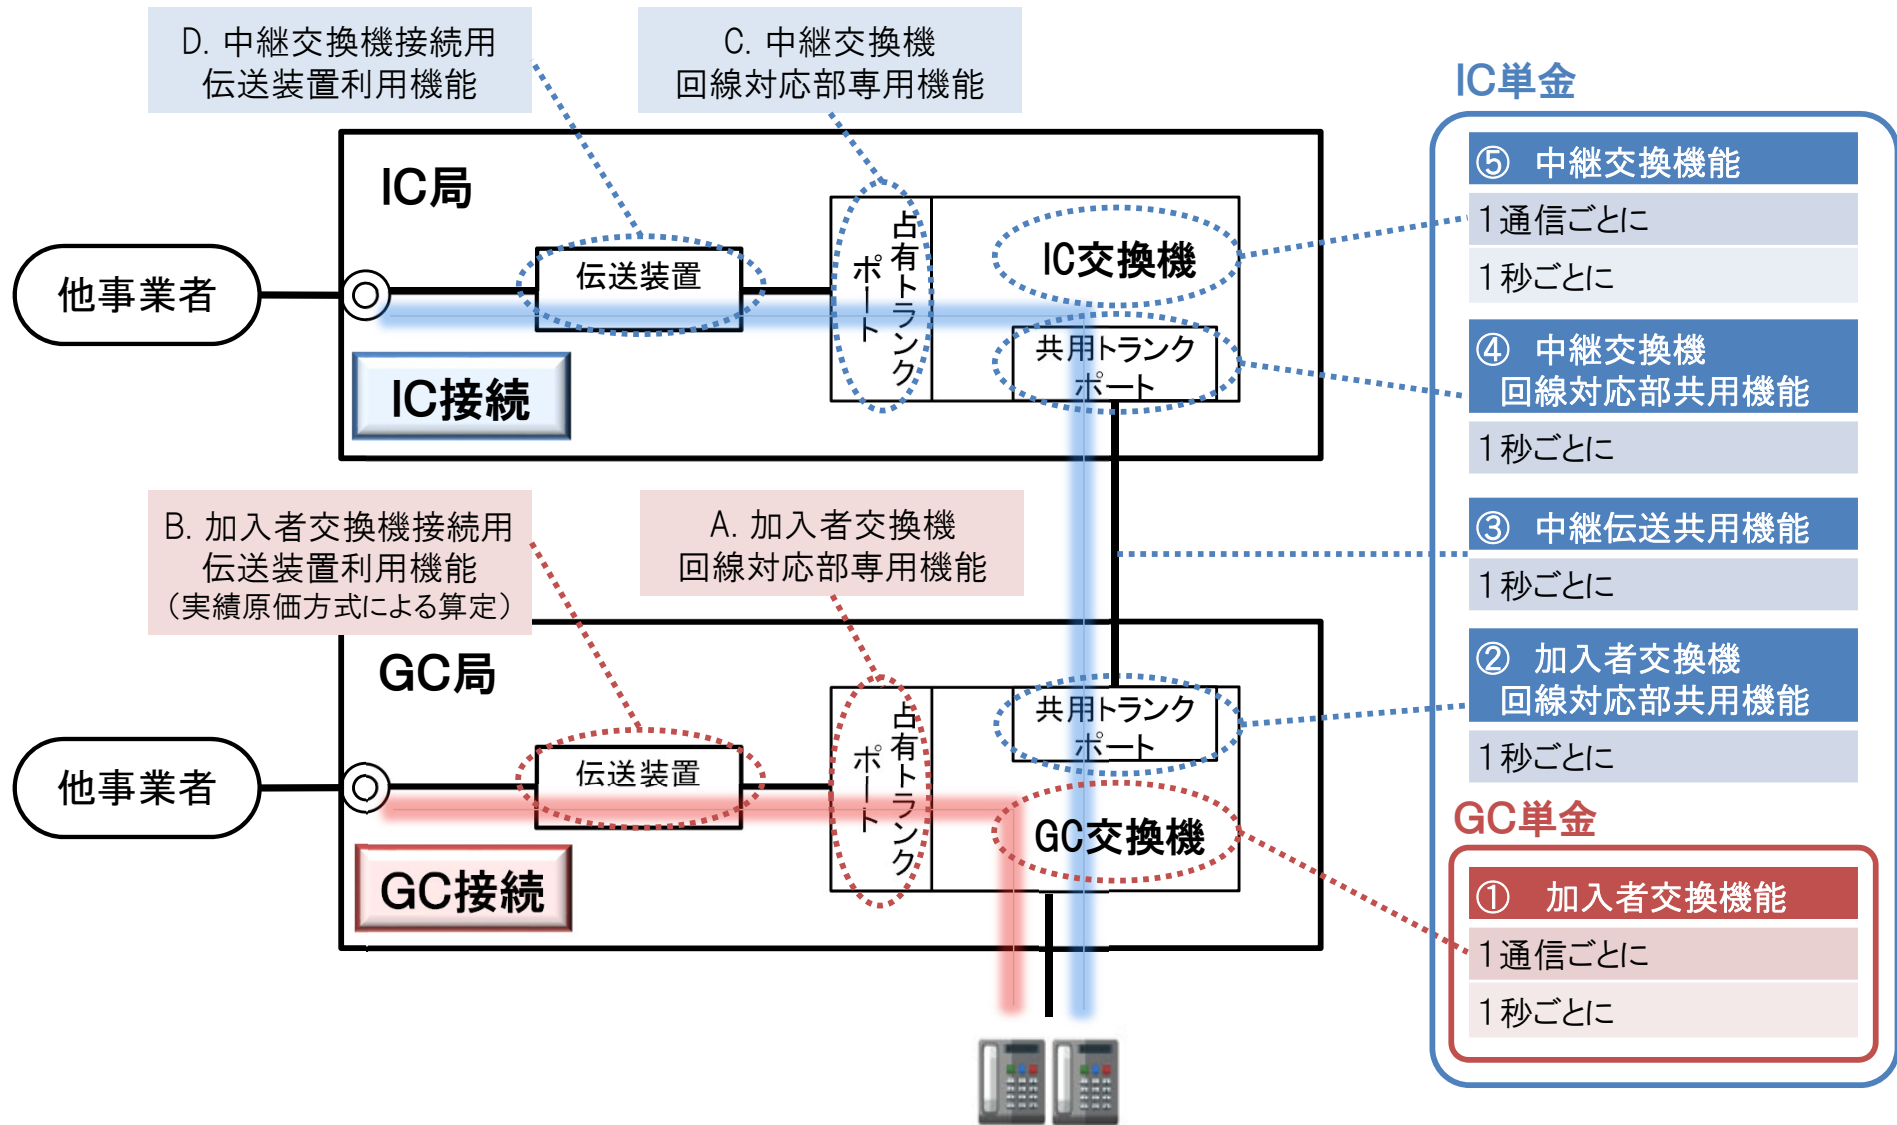 D. 中継交換機接続用
伝送装置利用機能
C. 中継交換機
回線対応部専用機能
IC局
他事業者
伝送装置
占有トランク
ポート
IC交換機
共用トランク
ポート
IC接続
B. 加入者交換機接続用
伝送装置利用機能
（実績原価方式による算定）
A. 加入者交換機
回線対応部専用機能
GC局
他事業者
伝送装置
占有トランク
ポート
共用トランク
ポート
GC交換機
GC接続
IC単金
⑤ 中継交換機能
1通信ごとに
1秒ごとに
④ 中継交換機
回線対応部共用機能
1秒ごとに
③ 中継伝送共用機能
1秒ごとに
② 加入者交換機
回線対応部共用機能
1秒ごとに
GC単金
① 加入者交換機能
1通信ごとに
1秒ごとに